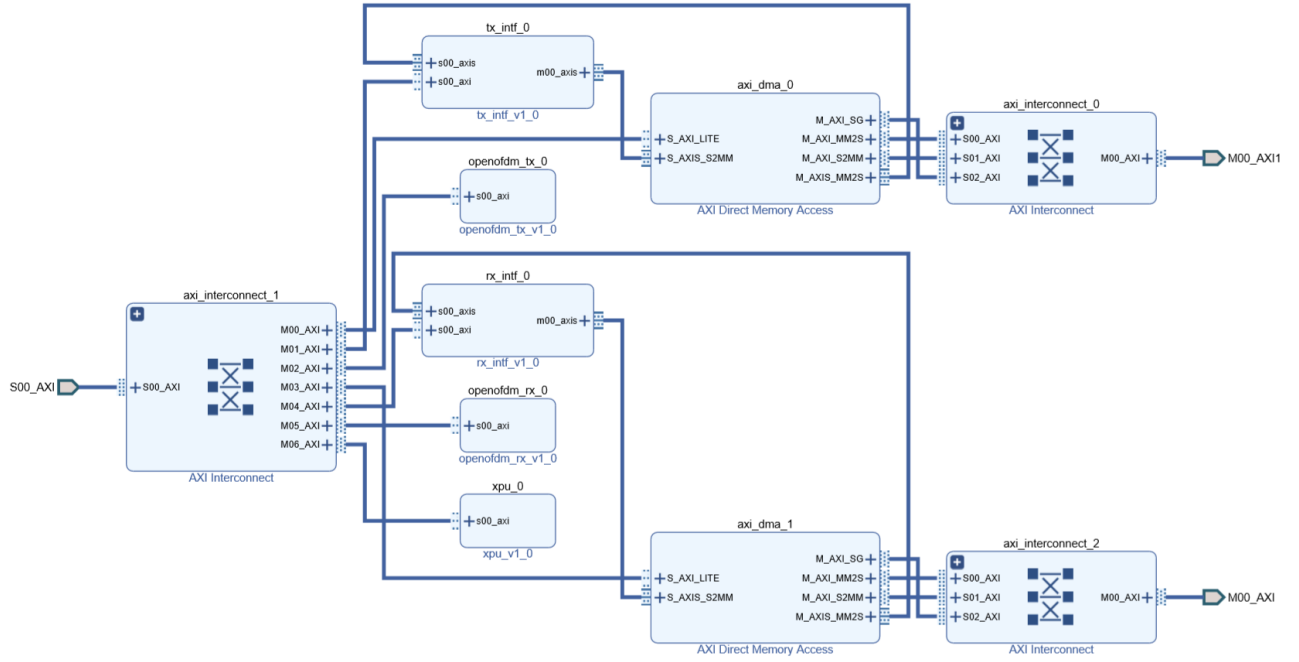 tx_intf_0
s00_axis
s00_axi
m00_axis
tx_intf_v1_0
axi_dma_0
S_AXI_LITE
S_AXIS_S2MM
M_AXI_SG
M_AXI_MM2S
M_AXI_S2MM
M_AXIS_MM2S
AXI Direct Memory Access
axi_interconnect_0
S00_AXI
S01_AXI
S02_AXI
M00_AXI
AXI Interconnect
M00_AXI1
openofdm_tx_0
s00_axi
openofdm_tx_v1_0
axi_interconnect_1
S00_AXI
S00_AXI
M00_AXI
M01_AXI
M02_AXI
M03_AXI
M04_AXI
M05_AXI
M06_AXI
AXI Interconnect
rx_intf_0
s00_axis
s00_axi
m00_axis
rx_intf_v1_0
openofdm_rx_0
s00_axi
openofdm_rx_v1_0
xpu_0
s00_axi
xpu_v1_0
axi_dma_1
S_AXI_LITE
S_AXIS_S2MM
M_AXI_SG
M_AXI_MM2S
M_AXI_S2MM
M_AXIS_MM2S
AXI Direct Memory Access
axi_interconnect_2
S00_AXI
S01_AXI
S02_AXI
M00_AXI
AXI Interconnect
M00_AXI